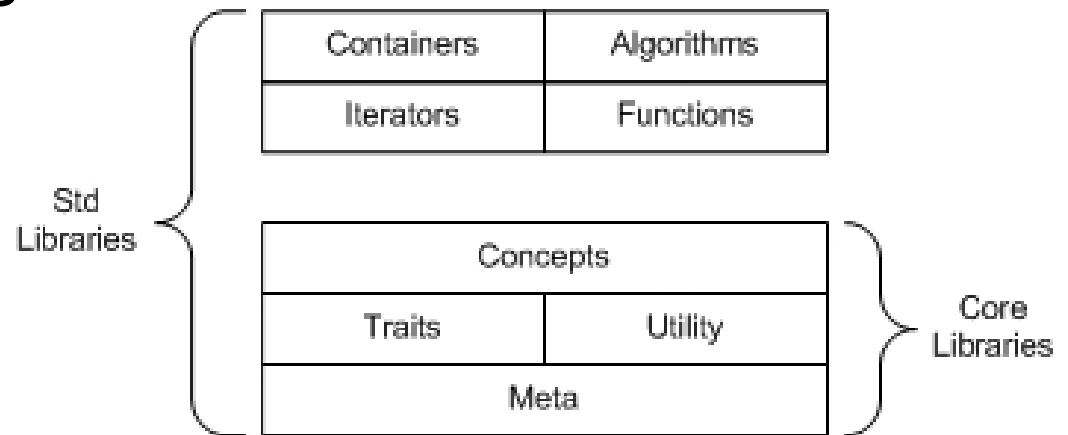 Containers
Algorithms
Iterators
Functions
Std
Libraries
Concepts
Traits
Utility
Meta
Core
Libraries